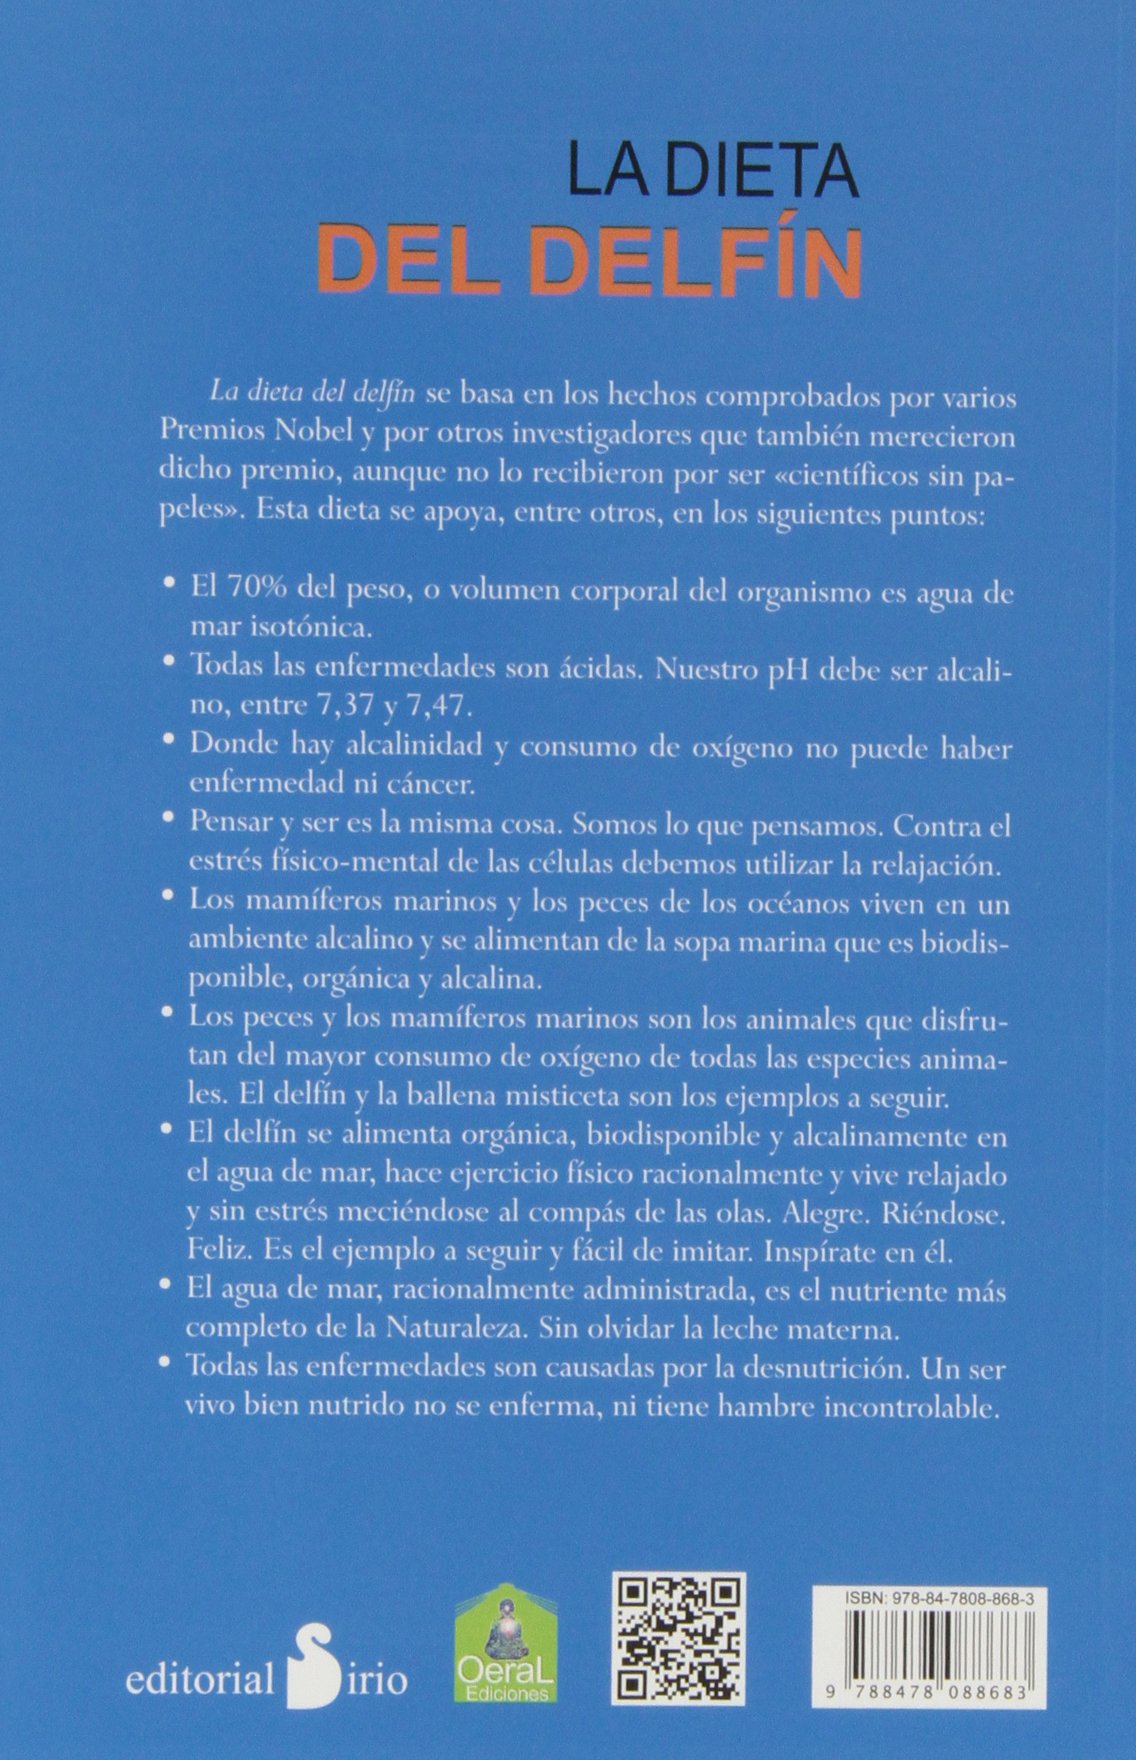 LA DIETA
DEL DELFÍN
La dieta del delfín se basa en los hechos comprobados por varios
Premios Nobel y por otros investigadores que también merecieron
dicho premio, aunque no lo recibieron por ser «científicos sin pa-
peles». Esta dieta se apoya, entre otros, en los siguientes puntos:
• El 70% del peso, o volumen corporal del organismo es agua de
mar isotónica.
• Todas las enfermedades son ácidas. Nuestro pH debe ser alcali-
no, entre 7,37 y 7,47.
• Donde hay alcalinidad y consumo de oxígeno no puede haber
enfermedad ni cáncer.
• Pensar y ser es la misma cosa. Somos lo que pensamos. Contra el
estrés físico-mental de las células debemos utilizar la relajación.
• Los mamíferos marinos y los peces de los océanos viven en un
ambiente alcalino y se alimentan de la sopa marina que es biodis-
ponible, orgánica y alcalina.
• Los peces y los mamíferos marinos son los animales que disfru-
tan del mayor consumo de oxígeno de todas las especies anima-
les. El delfín y la ballena misticeta son los ejemplos a seguir.
• El delfín se alimenta orgánica, biodisponible y alcalinamente en
el agua de mar, hace ejercicio físico racionalmente y vive relajado
y sin estrés meciéndose al compás de las olas. Alegre. Riéndose.
Feliz. Es el ejemplo a seguir y fácil de imitar. Inspírate en él.
• El agua de mar, racionalmente administrada, es el nutriente más
completo de la Naturaleza. Sin olvidar la leche materna.
• Todas las enfermedades son causadas por la desnutrición. Un ser
vivo bien nutrido no se enferma, ni tiene hambre incontrolable.
editorial Sirio
OeraL
Ediciones
ISBN: 978-84-7808-868-3
9 788478 088683